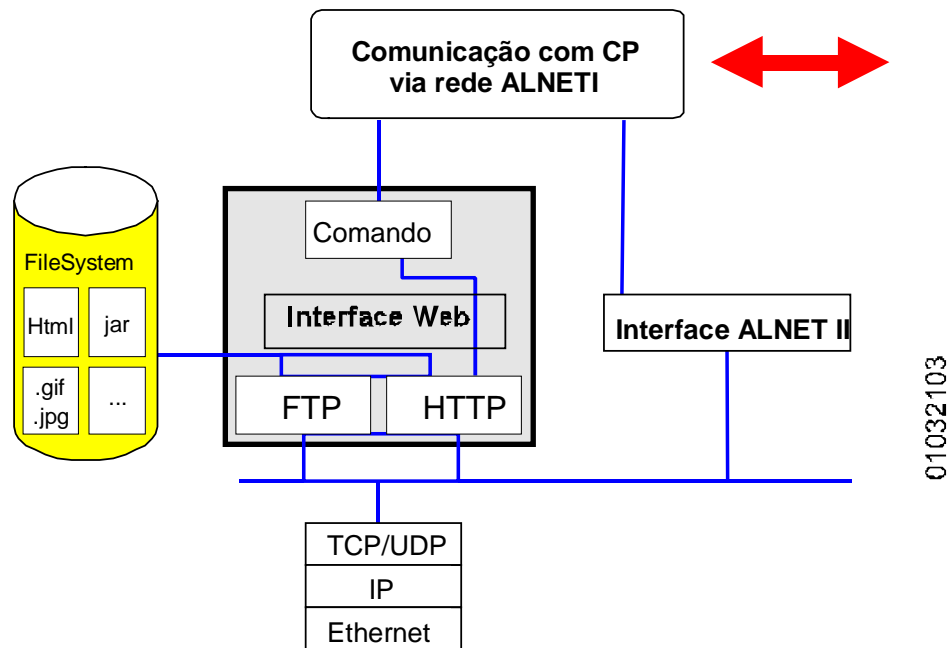 Comunicação com CP
via rede ALNETI
Comando
FileSystem
Html
jar
Interface Web
Interface ALNET II
.gif
.jpg
...
FTP
HTTP
01032103
TCP/UDP
IP
Ethernet